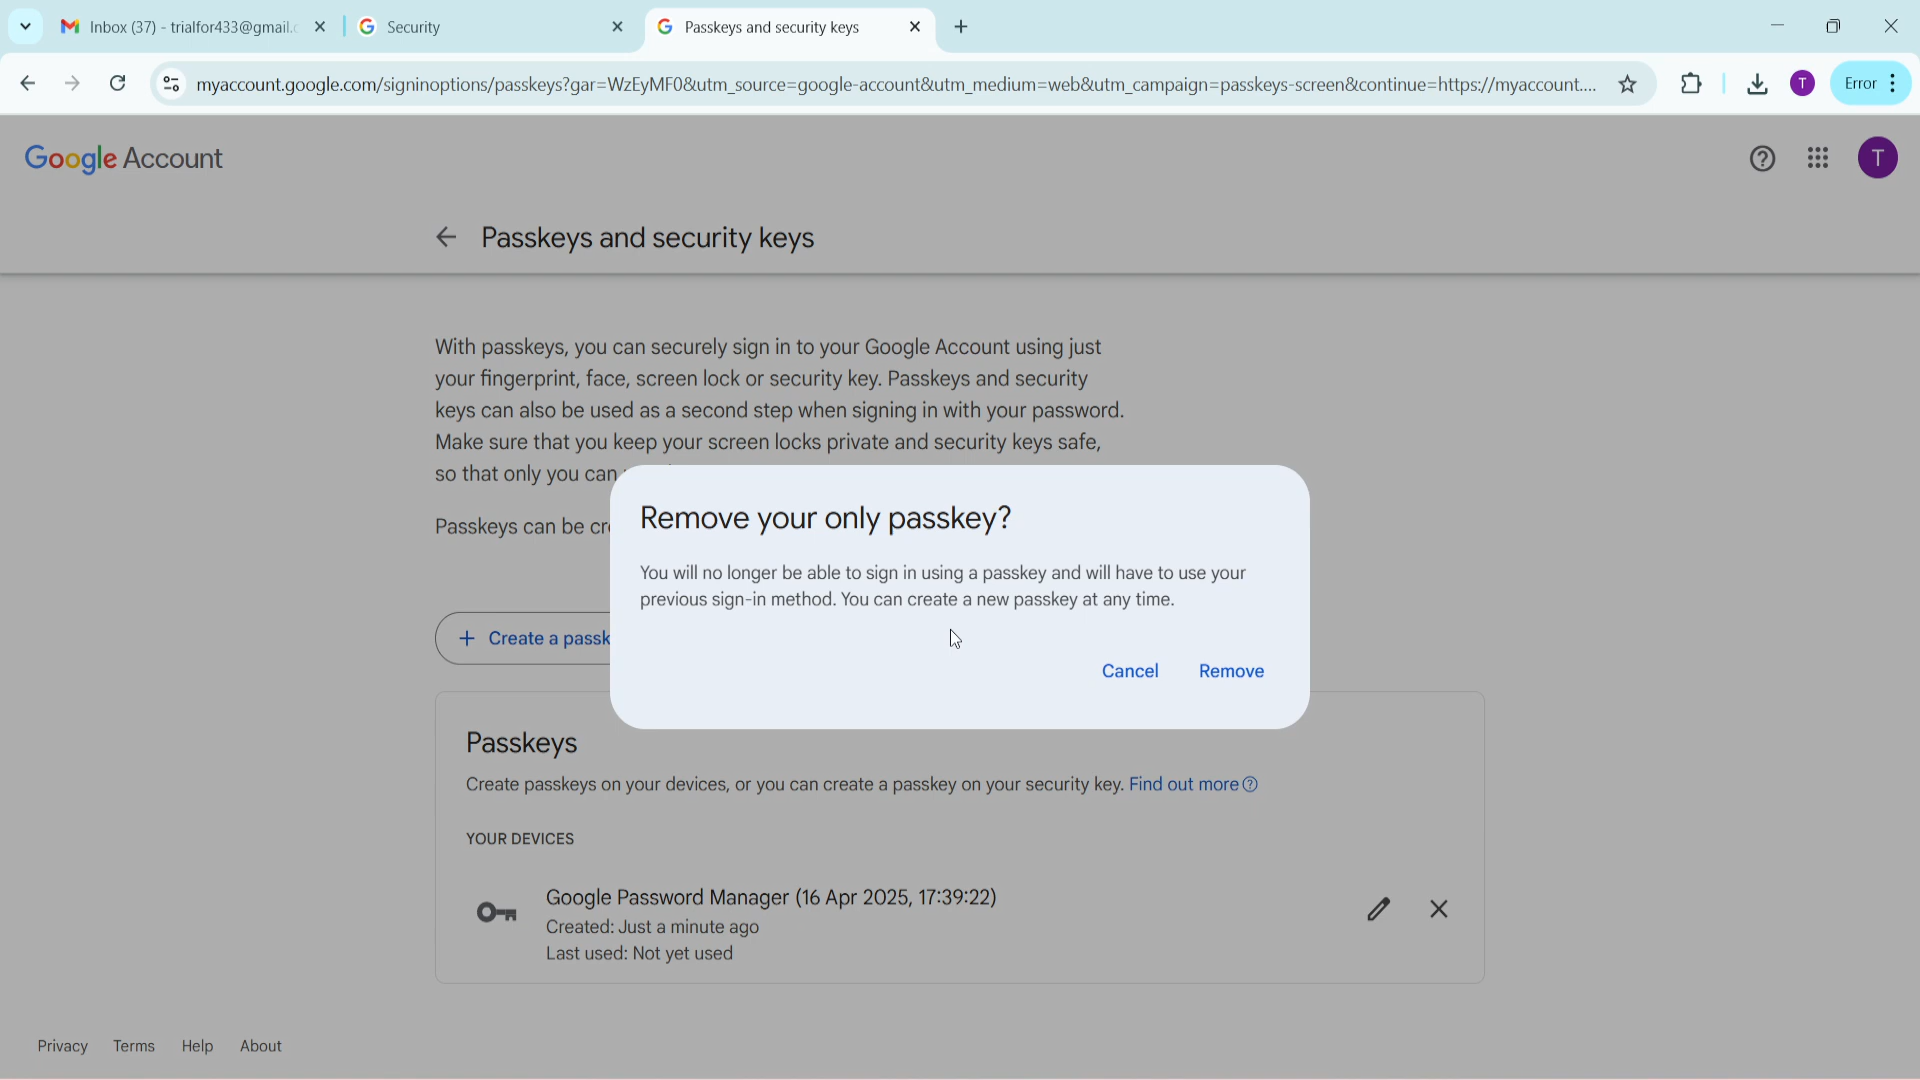 Inbox (37) - trialfor433@gmail.c
Security
Passkeys and security keys
myaccount.google.com/signinoptions/passkeys?gar=WzEyMF0&utm_source=google-account&utm_medium=web&utm_campaign=passkeys-screen&continue=https://myaccount....
T
Error
Google Account
T
Passkeys and security keys
With passkeys, you can securely sign in to your Google Account using just
your fingerprint, face, screen lock or security key. Passkeys and security
keys can also be used as a second step when signing in with your password.
Make sure that you keep your screen locks private and security keys safe,
so that only you can
Passkeys can be cr
Remove your only passkey?
You will no longer be able to sign in using a passkey and will have to use your
previous sign-in method. You can create a new passkey at any time.
Cancel Remove
+ Create a passk
Passkeys
Create passkeys on your devices, or you can create a passkey on your security key. Find out more
YOUR DEVICES
Google Password Manager (16 Apr 2025, 17:39:22)
Created: Just a minute ago
Last used: Not yet used
Privacy Terms Help About